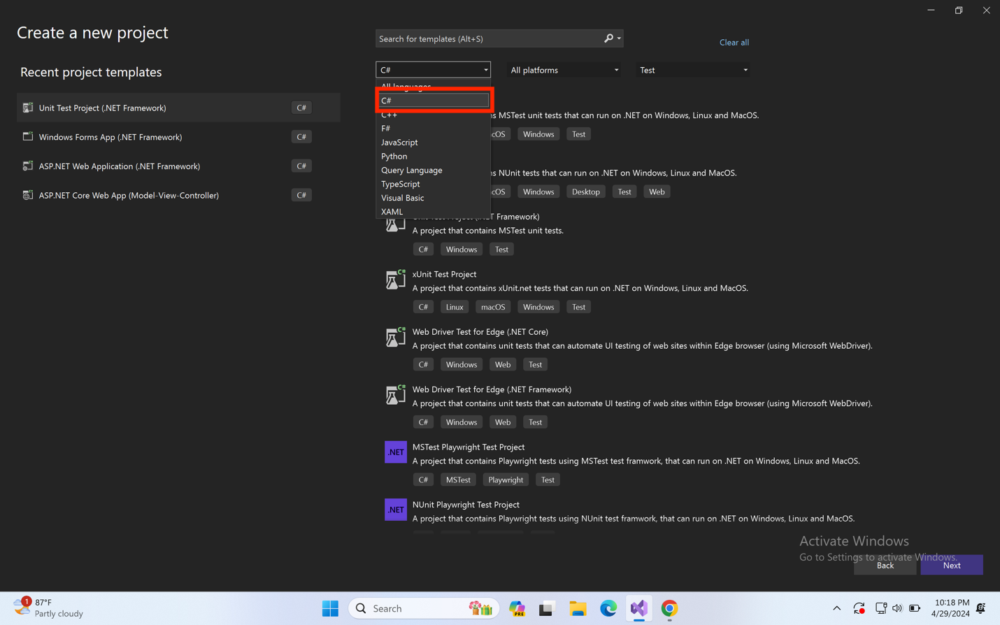 Create a new project
Search for templates (Alt+S)
Clear all
Recent project templates
C#
All platforms
Test
Unit Test Project (.NET Framework)
C#
Windows Forms App (.NET Framework)
C#
ASP.NET Web Application (.NET Framework)
C#
ASP.NET Core Web App (Model-View-Controller)
C#
All languages
C#
C++
F#
JavaScript
Python
Query Language
TypeScript
Visual Basic
XAML
MSTest unit tests that can run on .NET on Windows, Linux and MacOS.
Windows Test
NUnit tests that can run on .NET on Windows, Linux and MacOS.
Windows Desktop Test Web
Framework)
A project that contains MSTest unit tests.
C# Windows Test
C#
xUnit Test Project
A project that contains xUnit.net tests that can run on .NET on Windows, Linux and MacOS.
C# Linux macOS Windows Test
C#
Web Driver Test for Edge (.NET Core)
A project that contains unit tests that can automate UI testing of web sites within Edge browser (using Microsoft WebDriver).
C# Windows Web Test
C#
Web Driver Test for Edge (.NET Framework)
A project that contains unit tests that can automate UI testing of web sites within Edge browser (using Microsoft WebDriver).
C# Windows Web Test
.NET
MSTest Playwright Test Project
A project that contains Playwright tests using MSTest test framwork, that can run on .NET on Windows, Linux and MacOS.
C# MSTest Playwright Test
.NET
NUnit Playwright Test Project
A project that contains Playwright tests using NUnit test framwork, that can run on .NET on Windows, Linux and MacOS.
Activate Windows
Go to Settings to activate Windows.
Back
Next
1
87°F
Partly cloudy
Search
PRE
10:18 PM
4/29/2024